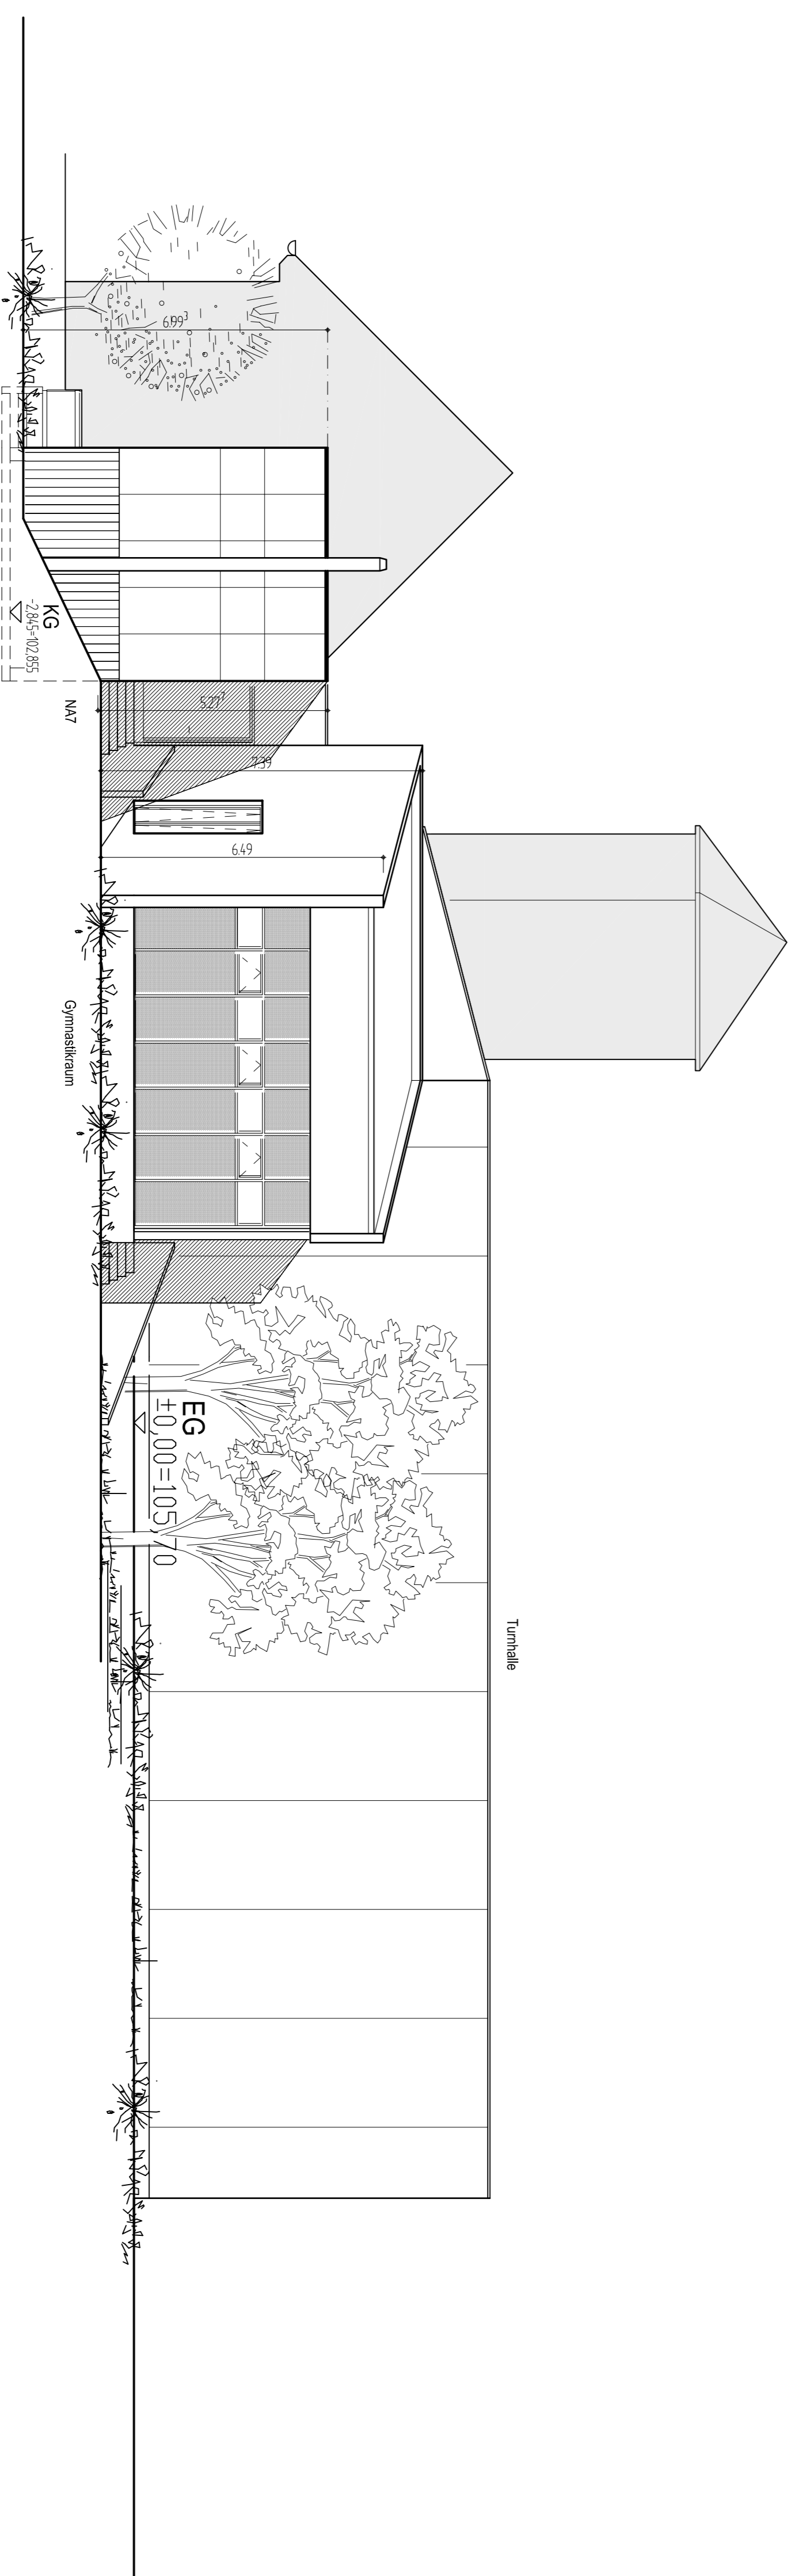 Turnhalle
6.99³
5.27⁷
7.39
6.49
EG
±0,00=105,70
KG
-2,845=102,855
NA7
Gymnastikraum